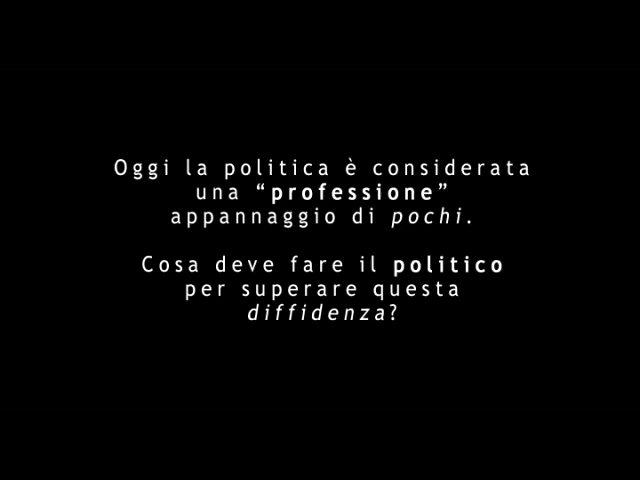 Oggi la politica è considerata
una “professione”
appannaggio di pochi.
Cosa deve fare il politico
per superare questa
diffidenza?